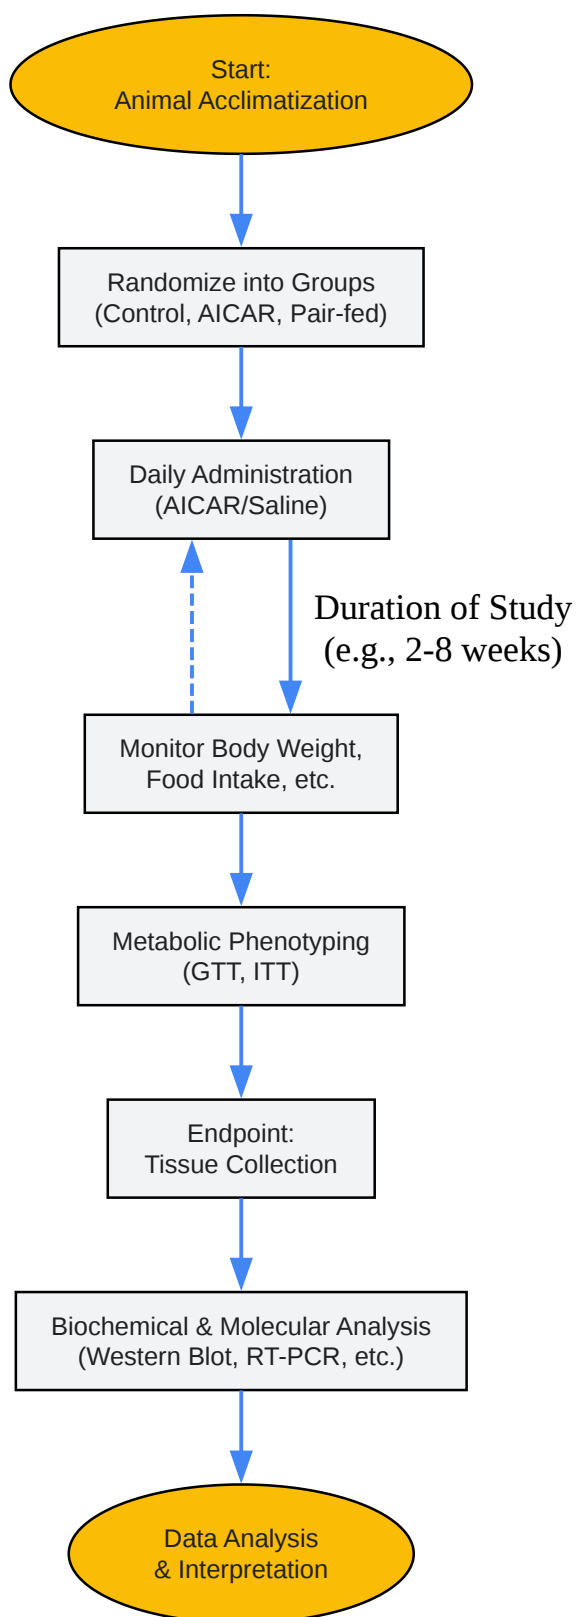 Start:
Animal Acclimatization
Randomize into Groups
(Control, AICAR, Pair-fed)
Daily Administration
(AICAR/Saline)
Duration of Study
(e.g., 2-8 weeks)
Monitor Body Weight,
Food Intake, etc.
Metabolic Phenotyping
(GTT, ITT)
Endpoint:
Tissue Collection
Biochemical & Molecular Analysis
(Western Blot, RT-PCR, etc.)
Data Analysis
& Interpretation